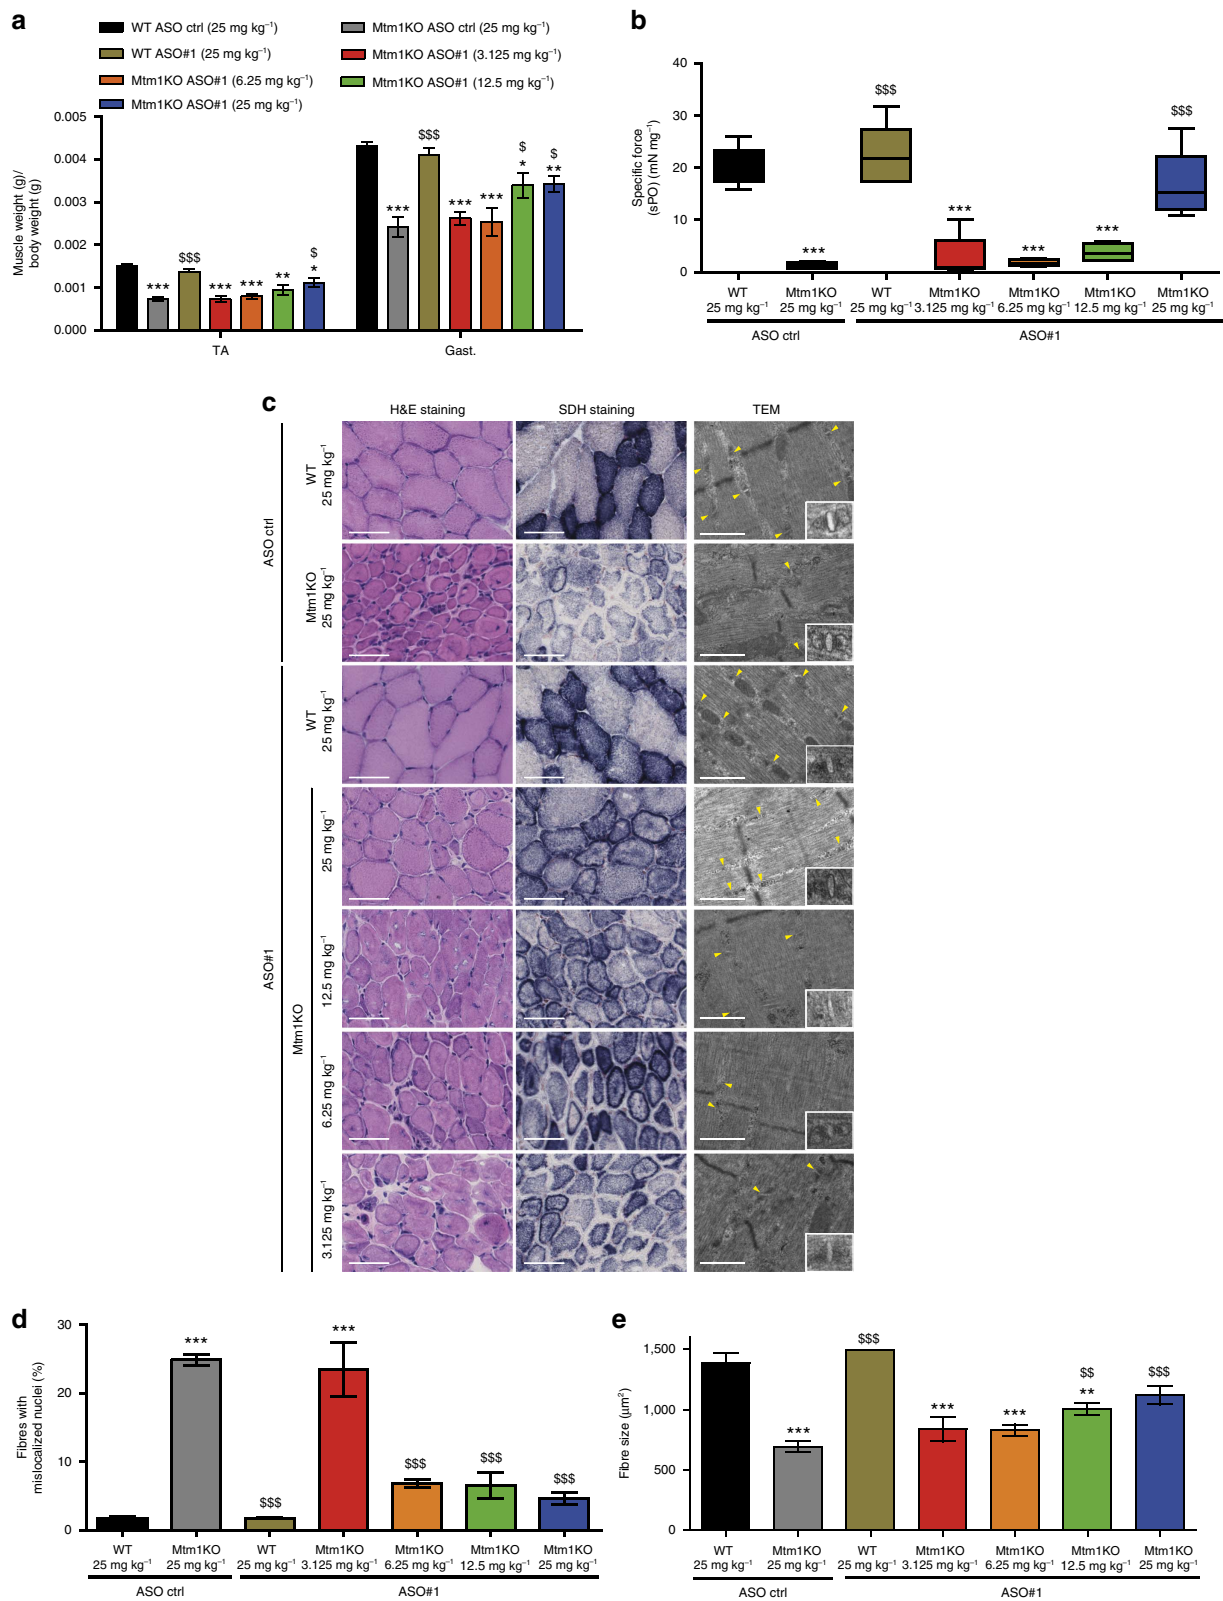 a
WT ASO ctrl (25 mg kg⁻¹)
Mtm1KO ASO ctrl (25 mg kg⁻¹)
WT ASO#1 (25 mg kg⁻¹)
Mtm1KO ASO#1 (3.125 mg kg⁻¹)
Mtm1KO ASO#1 (6.25 mg kg⁻¹)
Mtm1KO ASO#1 (12.5 mg kg⁻¹)
Mtm1KO ASO#1 (25 mg kg⁻¹)
Muscle weight (g)/
body weight (g)
0.005
0.004
0.003
0.002
0.001
0.000
*** $$$ *** *** ** $ *
*** $$$ *** *** $ * $ **
TA Gast.
b
Specific force
(sPO) (mN mg⁻¹)
40
30
20
10
0
*** $$$ *** *** *** $$$
WT Mtm1KO WT Mtm1KO Mtm1KO Mtm1KO Mtm1KO
25 mg kg⁻¹ 25 mg kg⁻¹ 25 mg kg⁻¹ 3.125 mg kg⁻¹ 6.25 mg kg⁻¹ 12.5 mg kg⁻¹ 25 mg kg⁻¹
ASO ctrl ASO#1
c
H&E staining SDH staining TEM
ASO ctrl
WT
25 mg kg⁻¹
Mtm1KO
25 mg kg⁻¹
ASO#1
WT
25 mg kg⁻¹
Mtm1KO
25 mg kg⁻¹
12.5 mg kg⁻¹
6.25 mg kg⁻¹
3.125 mg kg⁻¹
d
Fibres with
mislocalized nuclei (%)
30
20
10
0
*** $$$ *** $$$ $$$ $$$
WT Mtm1KO WT Mtm1KO Mtm1KO Mtm1KO Mtm1KO
25 mg kg⁻¹ 25 mg kg⁻¹ 25 mg kg⁻¹ 3.125 mg kg⁻¹ 6.25 mg kg⁻¹ 12.5 mg kg⁻¹ 25 mg kg⁻¹
ASO ctrl ASO#1
e
Fibre size (μm²)
1,500
1,000
500
0
*** $$$ *** *** $$ ** $$$
WT Mtm1KO WT Mtm1KO Mtm1KO Mtm1KO Mtm1KO
25 mg kg⁻¹ 25 mg kg⁻¹ 25 mg kg⁻¹ 3.125 mg kg⁻¹ 6.25 mg kg⁻¹ 12.5 mg kg⁻¹ 25 mg kg⁻¹
ASO ctrl ASO#1